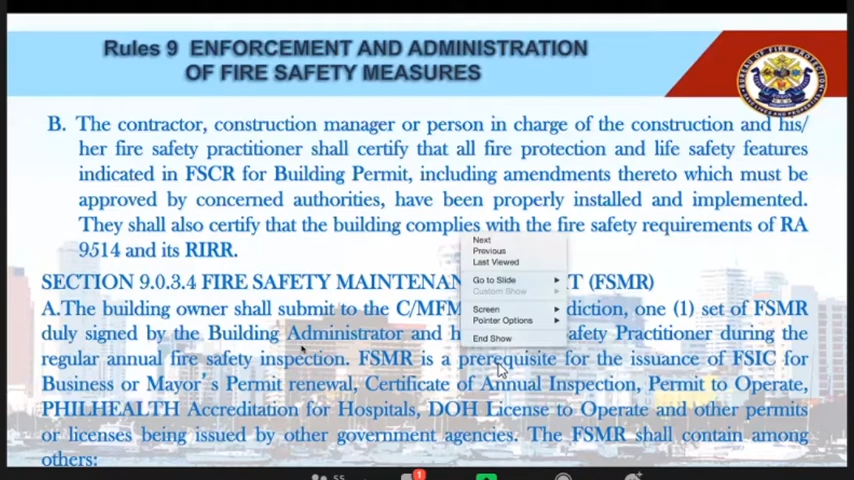 Rules 9 ENFORCEMENT AND ADMINISTRATION
OF FIRE SAFETY MEASURES
BUREAU OF FIRE PROTECTION
B. The contractor, construction manager or person in charge of the construction and his/
her fire safety practitioner shall certify that all fire protection and life safety features
indicated in FSCR for Building Permit, including amendments thereto which must be
approved by concerned authorities, have been properly installed and implemented.
They shall also certify that the building complies with the fire safety requirements of RA
9514 and its RIRR.
SECTION 9.0.3.4 FIRE SAFETY MAINTENAN T (FSMR)
A.The building owner shall submit to the C/MFM diction, one (1) set of FSMR
duly signed by the Building Administrator and h afety Practitioner during the
regular annual fire safety inspection. FSMR is a prerequisite for the issuance of FSIC for
Business or Mayor's Permit renewal, Certificate of Annual Inspection, Permit to Operate,
PHILHEALTH Accreditation for Hospitals, DOH License to Operate and other permits
or licenses being issued by other government agencies. The FSMR shall contain among
others:
Next
Previous
Last Viewed
Go to Slide
Custom Show
Screen
Pointer Options
End Show
55
1